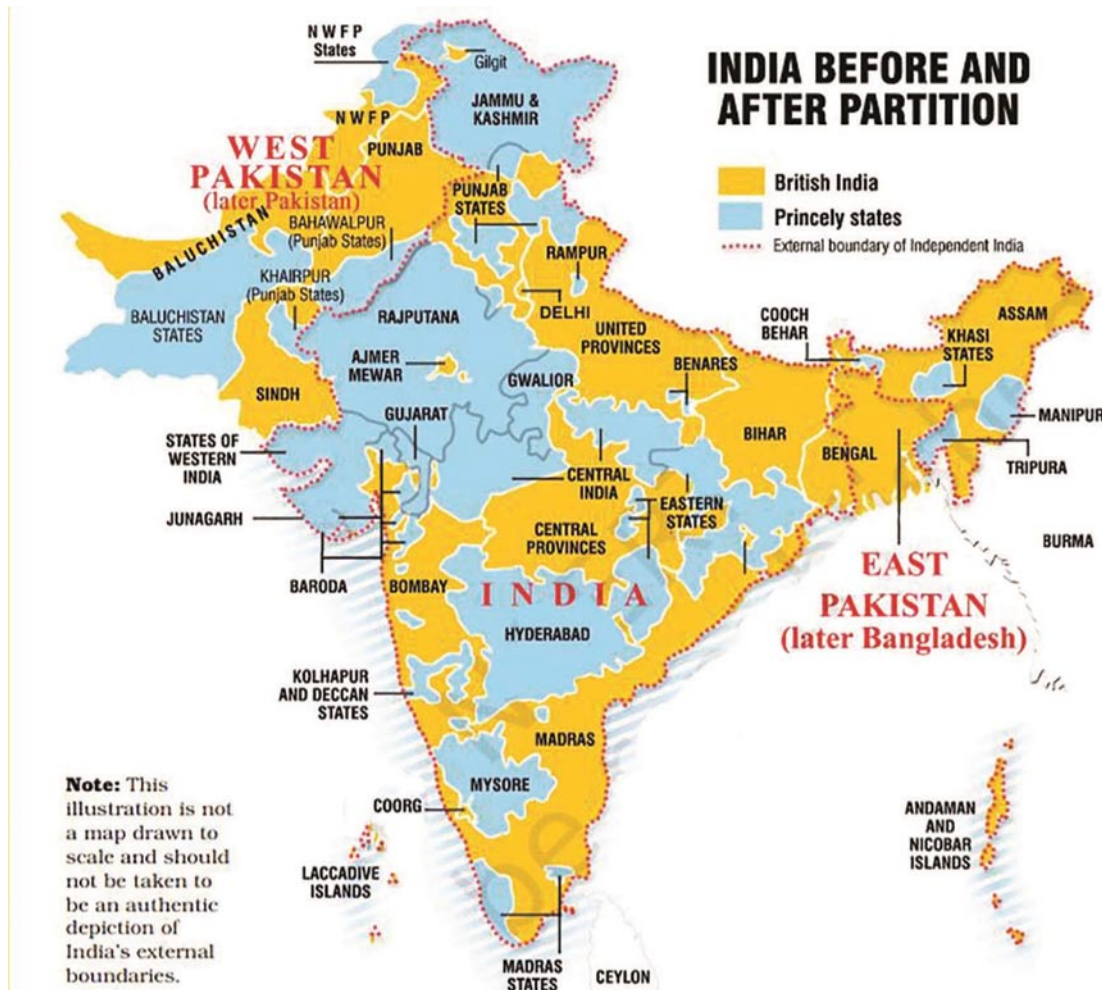 INDIA BEFORE AND
AFTER PARTITION
British India
Princely states
External boundary of Independent India
N W F P
States
Gilgit
JAMMU &
KASHMIR
N W F P
PUNJAB
WEST
PAKISTAN
(later Pakistan)
PUNJAB
STATES
BAHAWALPUR
(Punjab States)
BALUCHISTAN
KHAIRPUR
(Punjab States)
BALUCHISTAN
STATES
RAMPUR
DELHI
RAJPUTANA
UNITED
PROVINCES
COOCH
BEHAR
ASSAM
KHASI
STATES
AJMER
MEWAR
GWALIOR
BENARES
SINDH
GUJARAT
MANIPUR
BIHAR
BENGAL
TRIPURA
STATES OF
WESTERN
INDIA
CENTRAL
INDIA
EASTERN
STATES
JUNAGARH
CENTRAL
PROVINCES
BURMA
BARODA
BOMBAY
INDIA
EAST
PAKISTAN
(later Bangladesh)
HYDERABAD
KOLHAPUR
AND DECCAN
STATES
MADRAS
MYSORE
COORG
ANDAMAN
AND
NICOBAR
ISLANDS
LACCADIVE
ISLANDS
MADRAS
STATES
CEYLON
Note: This
illustration is not
a map drawn to
scale and should
not be taken to
be an authentic
depiction of
India's external
boundaries.